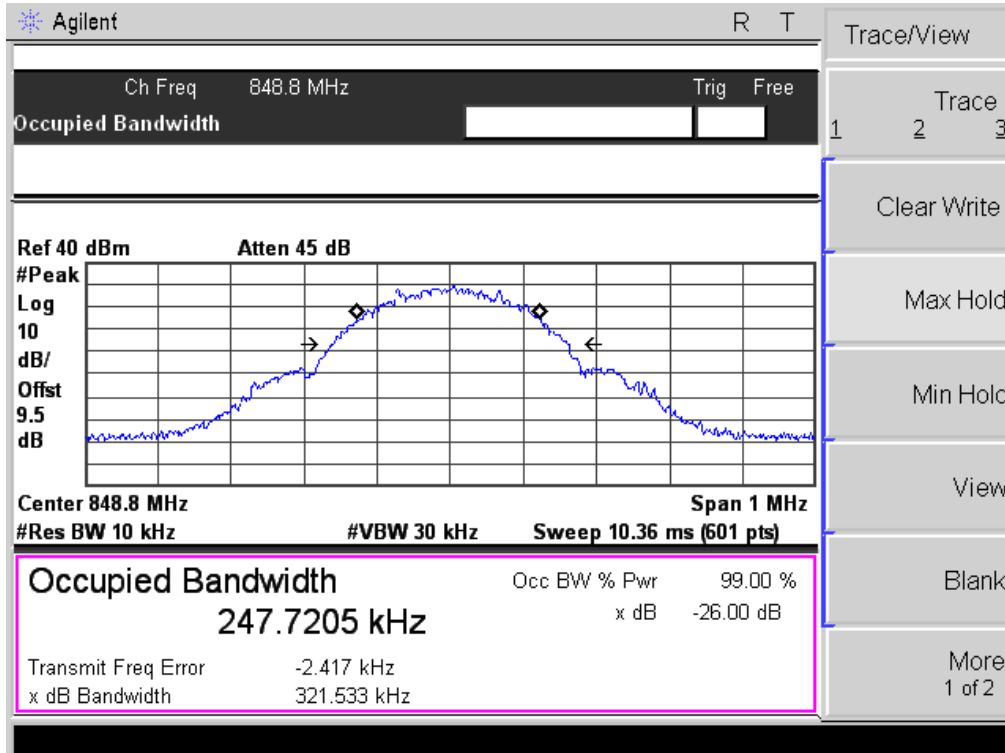 Agilent R T
Ch Freq 848.8 MHz Trig Free
Occupied Bandwidth
Ref 40 dBm Atten 45 dB
#Peak
Log
10
dB/
Offst
9.5
dB
Center 848.8 MHz Span 1 MHz
#Res BW 10 kHz #VBW 30 kHz Sweep 10.36 ms (601 pts)
Occupied Bandwidth
247.7205 kHz
Occ BW % Pwr 99.00 %
x dB -26.00 dB
Transmit Freq Error -2.417 kHz
x dB Bandwidth 321.533 kHz
Trace/View
Trace
1 2 3
Clear Write
Max Hold
Min Hold
View
Blank
More
1 of 2